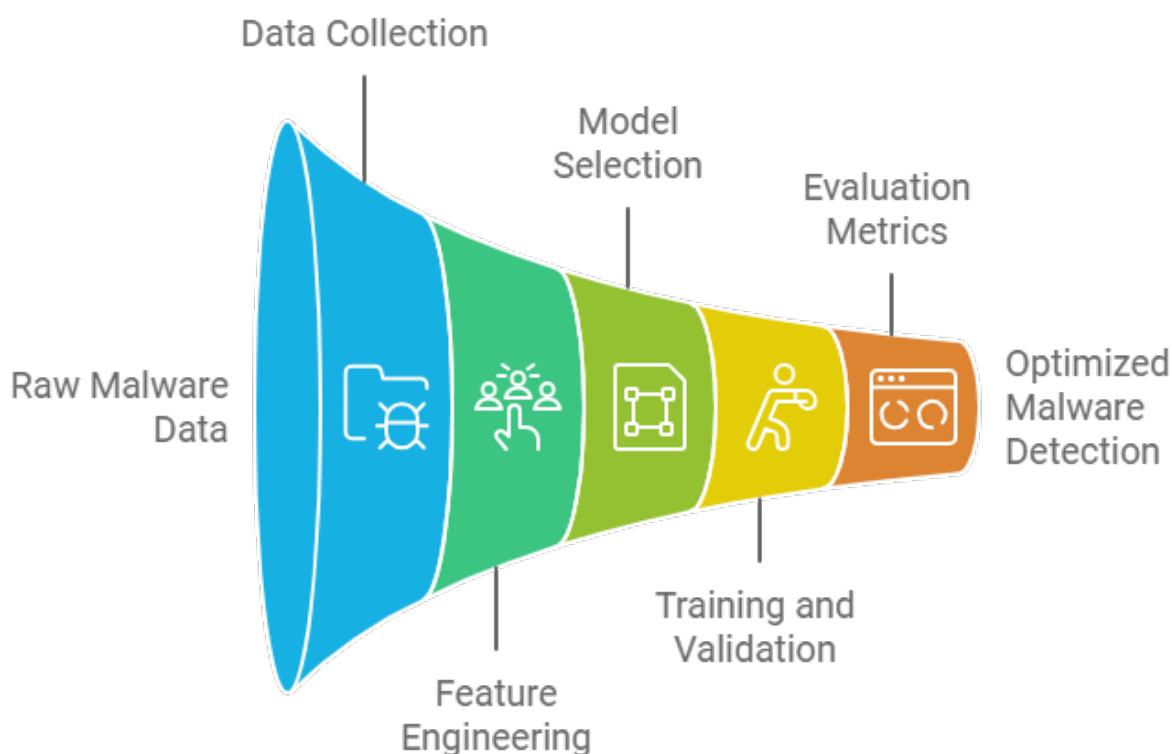 Data Collection
Model
Selection
Evaluation
Metrics
Raw Malware
Data
Optimized
Malware
Detection
Training and
Validation
Feature
Engineering